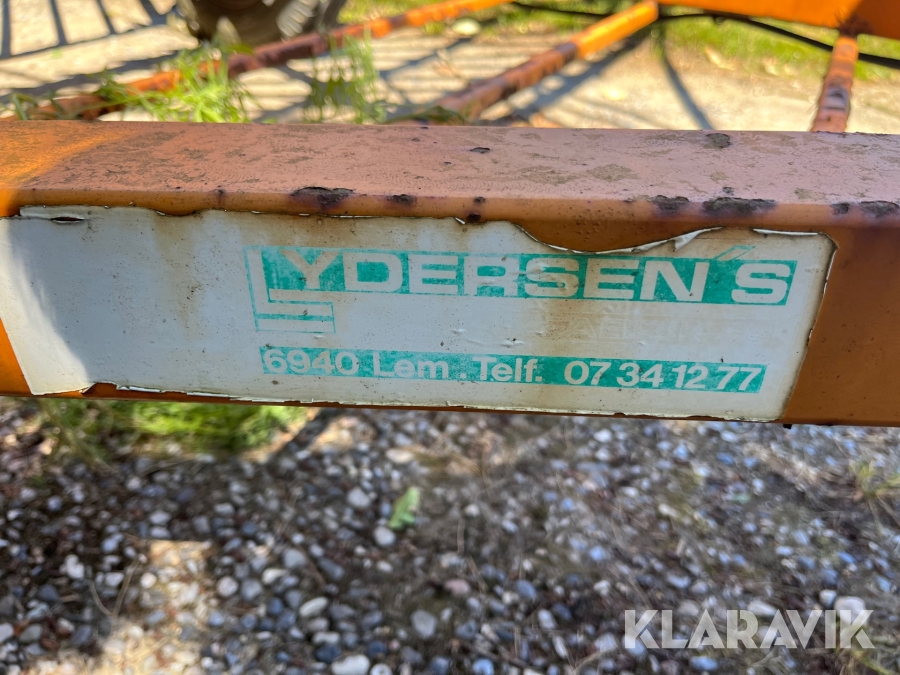 LYDERSEN'S
6940 Lem. Telf. 07 34 12 77
KLARAVIK